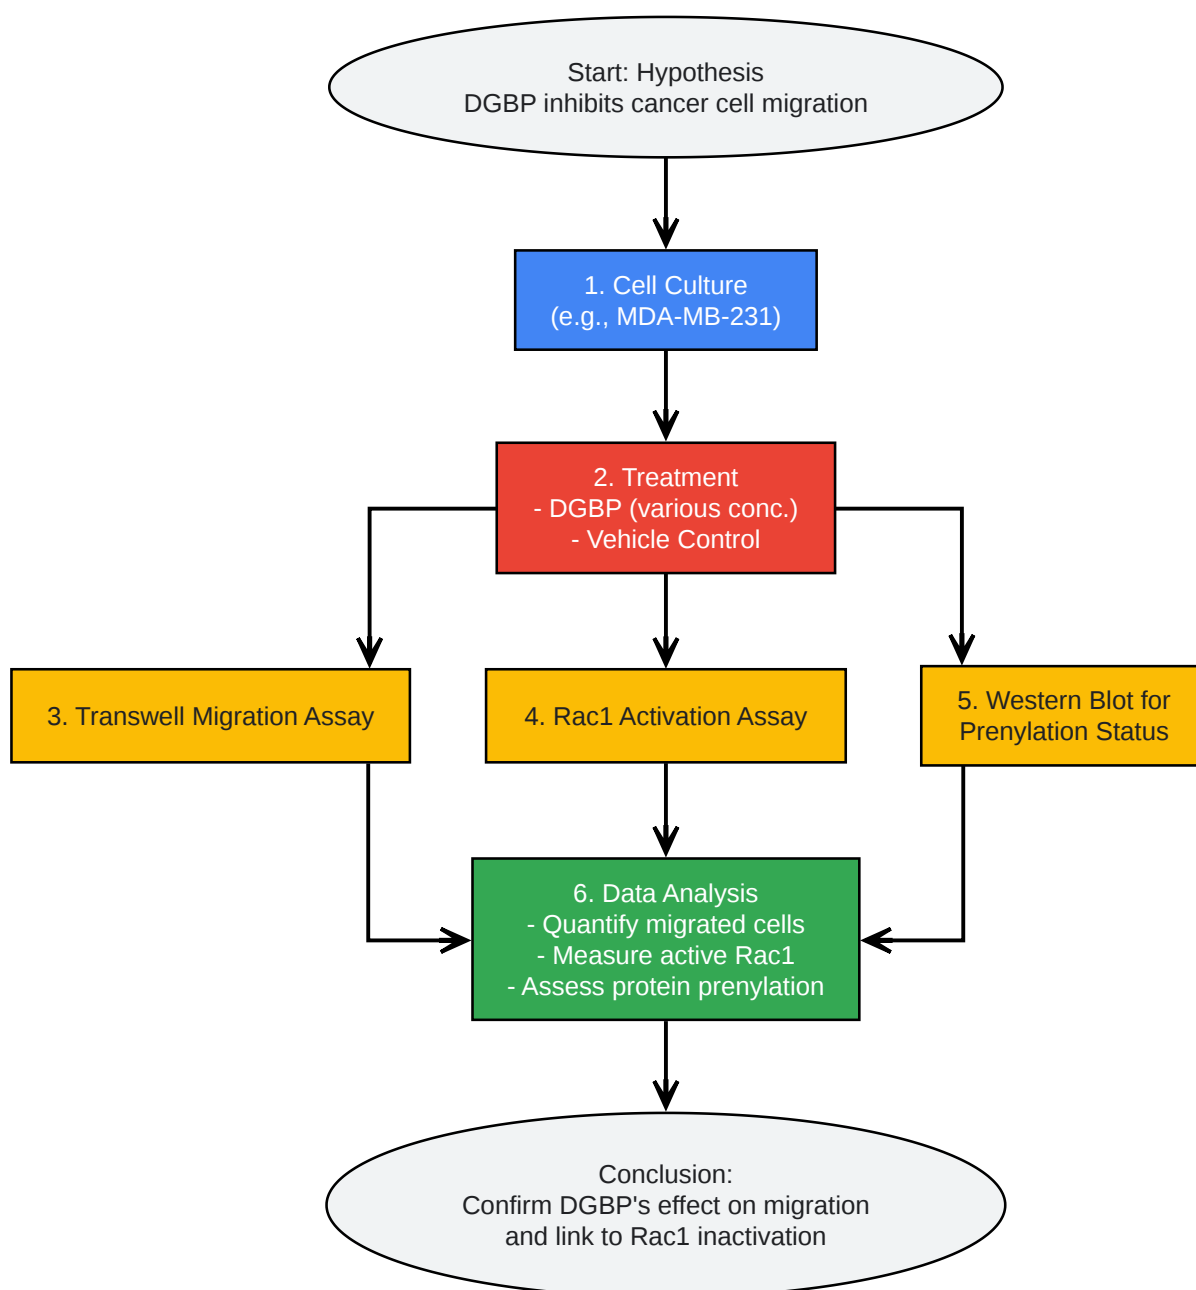 Start: Hypothesis
DGBP inhibits cancer cell migration
1. Cell Culture
(e.g., MDA-MB-231)
2. Treatment
- DGBP (various conc.)
- Vehicle Control
3. Transwell Migration Assay
4. Rac1 Activation Assay
5. Western Blot for
Prenylation Status
6. Data Analysis
- Quantify migrated cells
- Measure active Rac1
- Assess protein prenylation
Conclusion:
Confirm DGBP's effect on migration
and link to Rac1 inactivation